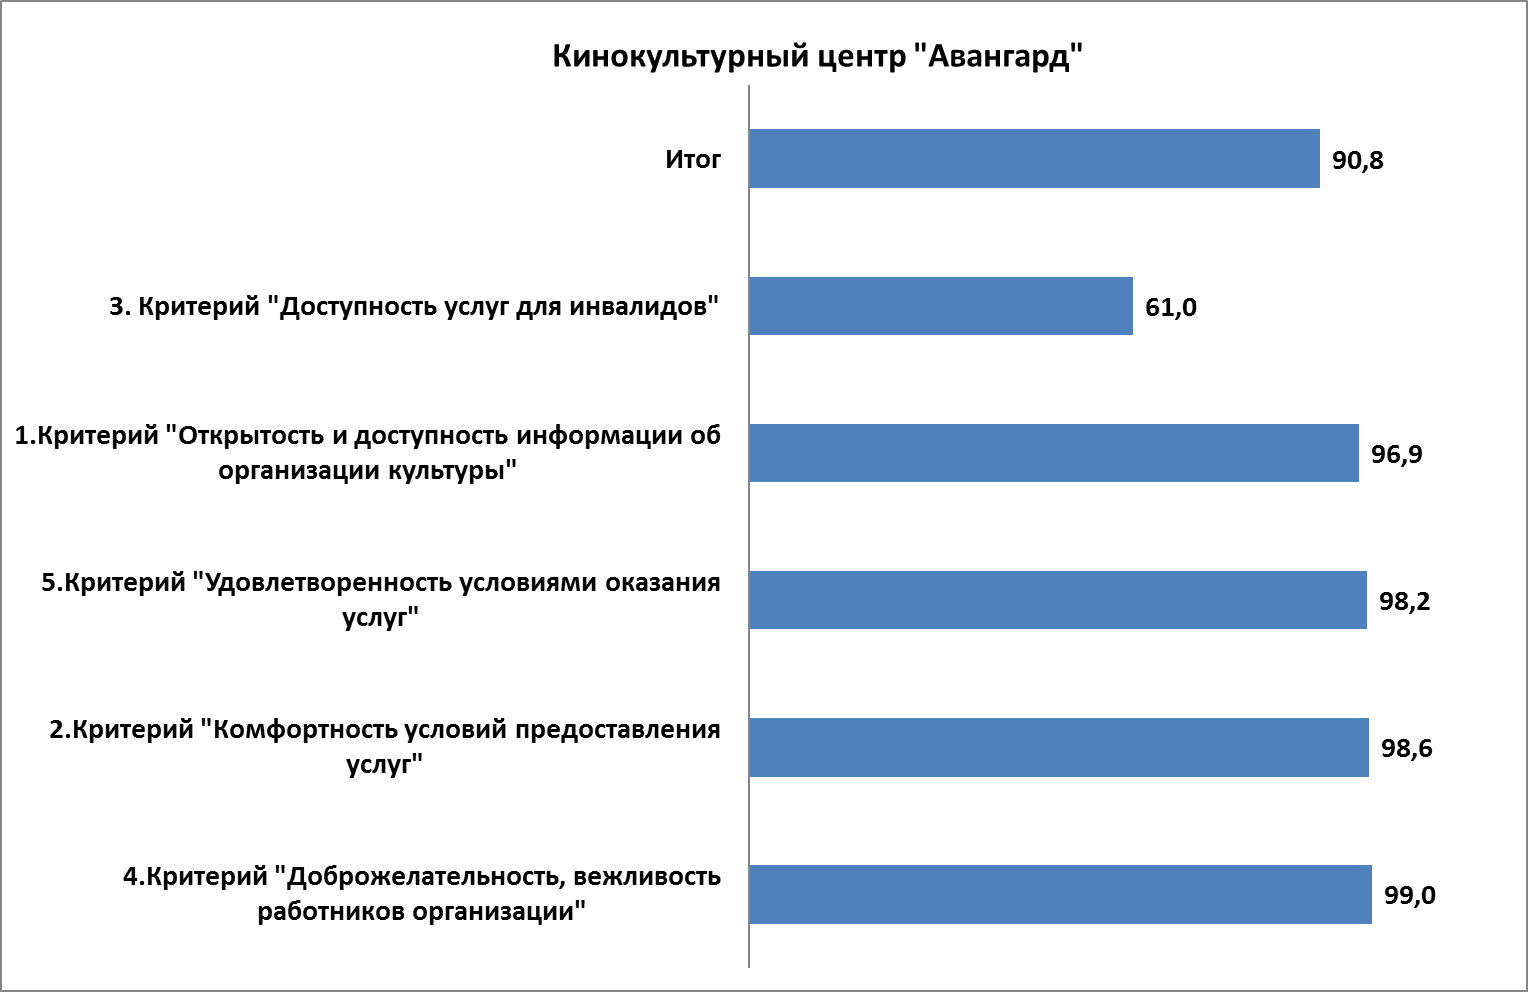 Кинокультурный центр "Авангард"
Итог
90,8
3. Критерий "Доступность услуг для инвалидов"
61,0
1.Критерий "Открытость и доступность информации об
организации культуры"
96,9
5.Критерий "Удовлетворенность условиями оказания
услуг"
98,2
2.Критерий "Комфортность условий предоставления
услуг"
98,6
4.Критерий "Доброжелательность, вежливость
работников организации"
99,0